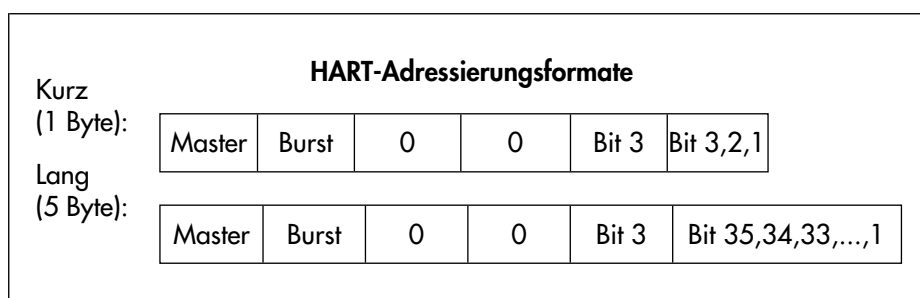 HART-Adressierungsformate
Kurz
(1 Byte):
Master Burst 0 0 Bit 3 Bit 3,2,1
Lang
(5 Byte):
Master Burst 0 0 Bit 3 Bit 35,34,33,...,1